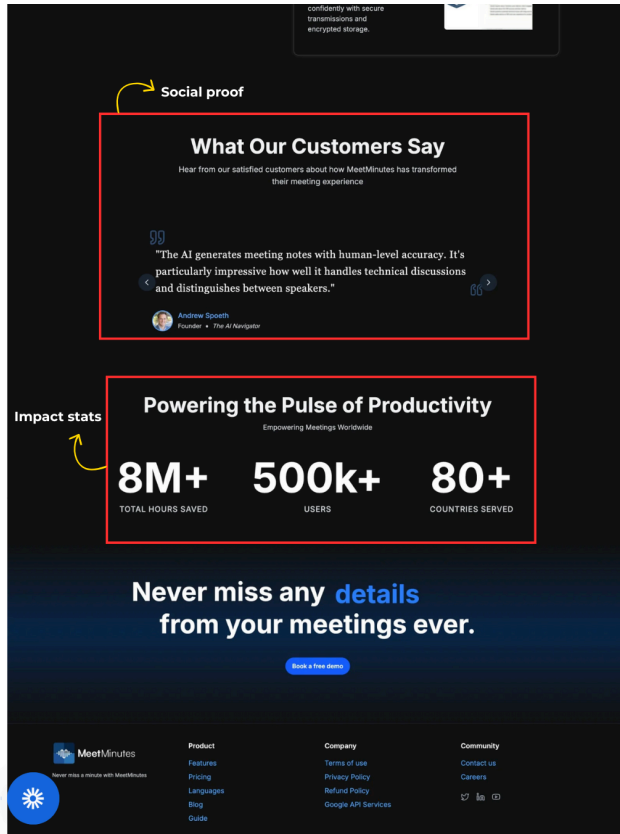 confidently with secure
transmissions and
encrypted storage.
Social proof
What Our Customers Say
Hear from our satisfied customers about how MeetMinutes has transformed
their meeting experience
"The AI generates meeting notes with human-level accuracy. It's
particularly impressive how well it handles technical discussions
and distinguishes between speakers."
Andrew Spoeth
Founder • The AI Navigator
Impact stats
Powering the Pulse of Productivity
Empowering Meetings Worldwide
8M+ 500k+ 80+
TOTAL HOURS SAVED USERS COUNTRIES SERVED
Never miss any details
from your meetings ever.
Book a free demo
MeetMinutes
Never miss a minute with MeetMinutes
Product
Features
Pricing
Languages
Blog
Guide
Company
Terms of use
Privacy Policy
Refund Policy
Google API Services
Community
Contact us
Careers